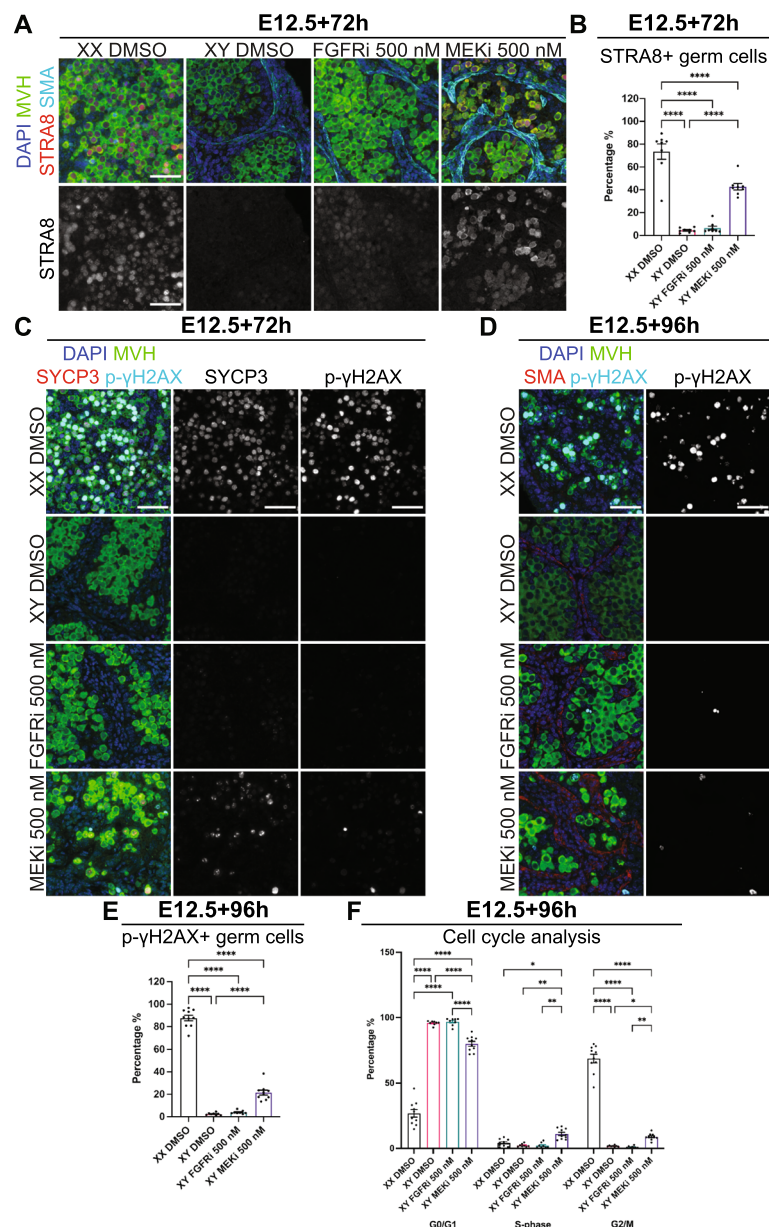 A
E12.5+72h
XX DMSO
XY DMSO
FGFRi 500 nM
MEKi 500 nM
DAPI MVH
STRA8 SMA
STRA8
B
E12.5+72h
STRA8+ germ cells
Percentage %
100
80
60
40
20
0
****
****
**** ****
XX DMSO
XY DMSO
XY FGFRi 500 nM
XY MEKi 500 nM
C
E12.5+72h
DAPI MVH
SYCP3 p-γH2AX
SYCP3
p-γH2AX
XX DMSO
XY DMSO
FGFRi 500 nM
MEKi 500 nM
D
E12.5+96h
DAPI MVH
SMA p-γH2AX
p-γH2AX
XX DMSO
XY DMSO
FGFRi 500 nM
MEKi 500 nM
E
E12.5+96h
p-γH2AX+ germ cells
Percentage %
100
80
60
40
20
0
****
****
**** ****
XX DMSO
XY DMSO
XY FGFRi 500 nM
XY MEKi 500 nM
F
E12.5+96h
Cell cycle analysis
Percentage %
150
100
50
0
****
**** ****
****
****
*
**
**
****
****
**** *
**
XX DMSO
XY DMSO
XY FGFRi 500 nM
XY MEKi 500 nM
XX DMSO
XY DMSO
XY FGFRi 500 nM
XY MEKi 500 nM
XX DMSO
XY DMSO
XY FGFRi 500 nM
XY MEKi 500 nM
G0/G1
S-phase
G2/M